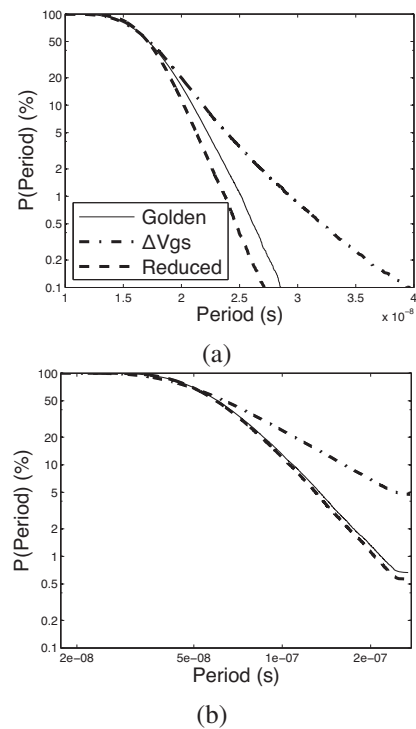 100
50
20
10
5
2
1
0.5
0.2
0.1
P(Period) (%)
Golden
ΔVgs
Reduced
1 1.5 2 2.5 3 3.5 4
x 10⁻⁸
Period (s)
(a)
100
50
20
10
5
2
1
0.5
0.2
0.1
P(Period) (%)
2e-08 5e-08 1e-07 2e-07
Period (s)
(b)